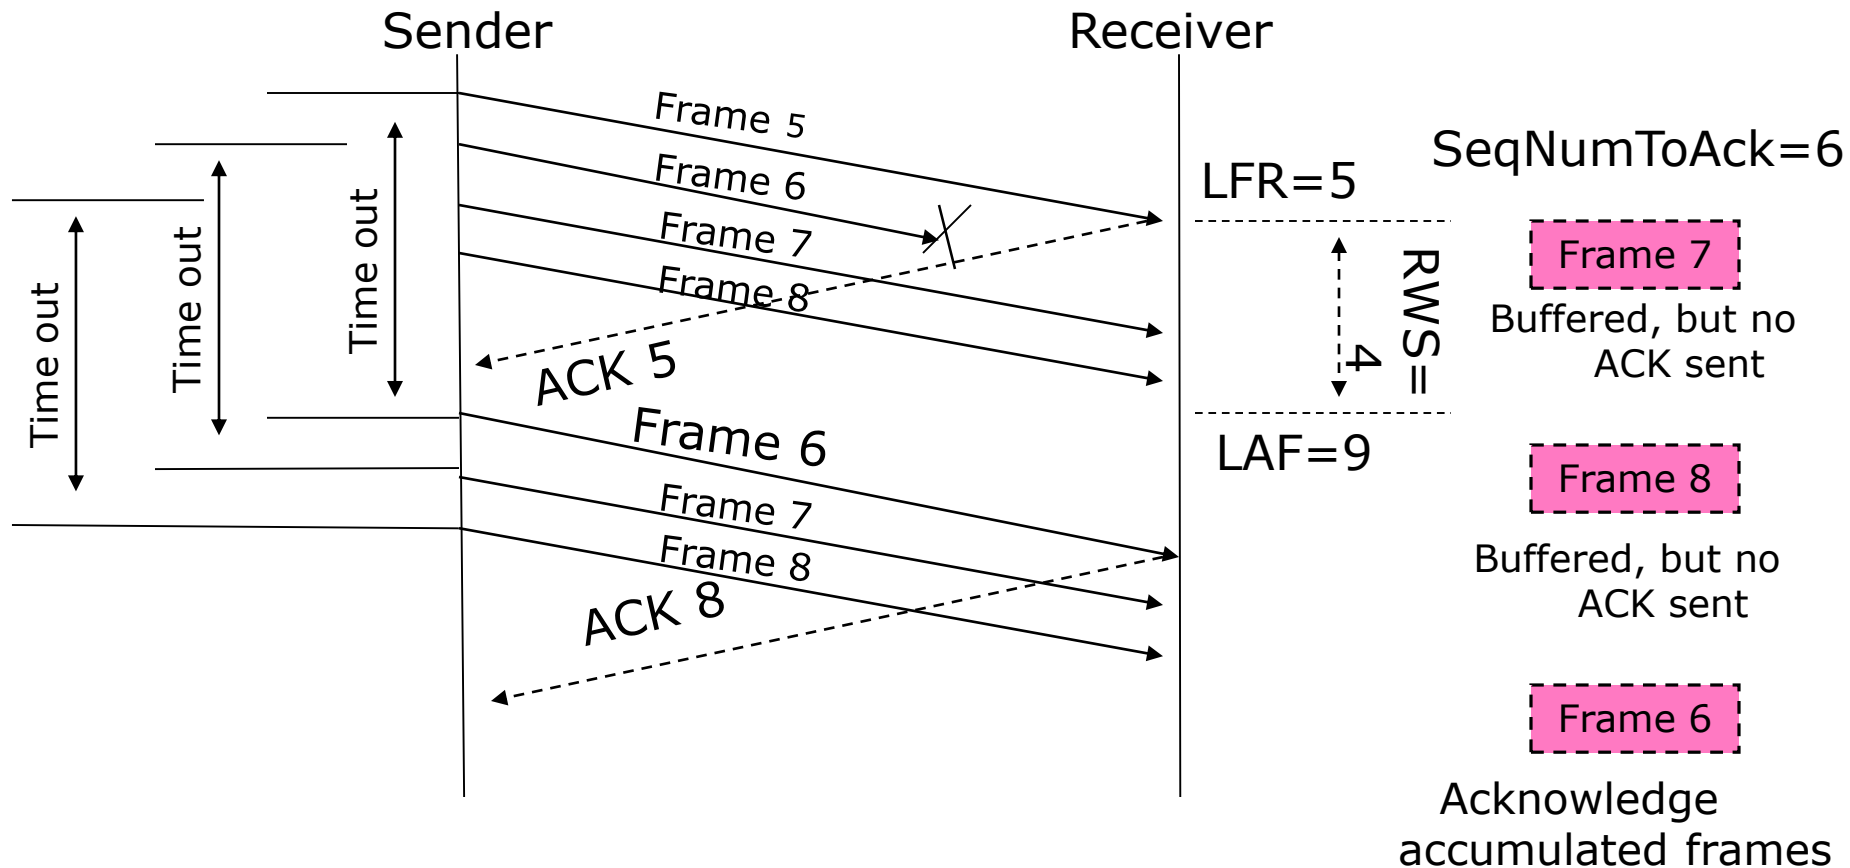 Sender
Receiver
Frame 5
Frame 6
Frame 7
Frame 8
Time out
Time out
Time out
ACK 5
Frame 6
Frame 7
Frame 8
ACK 8
LFR=5
RWS=
4
LAF=9
SeqNumToAck=6
Frame 7
Buffered, but no
ACK sent
Frame 8
Buffered, but no
ACK sent
Frame 6
Acknowledge
accumulated frames